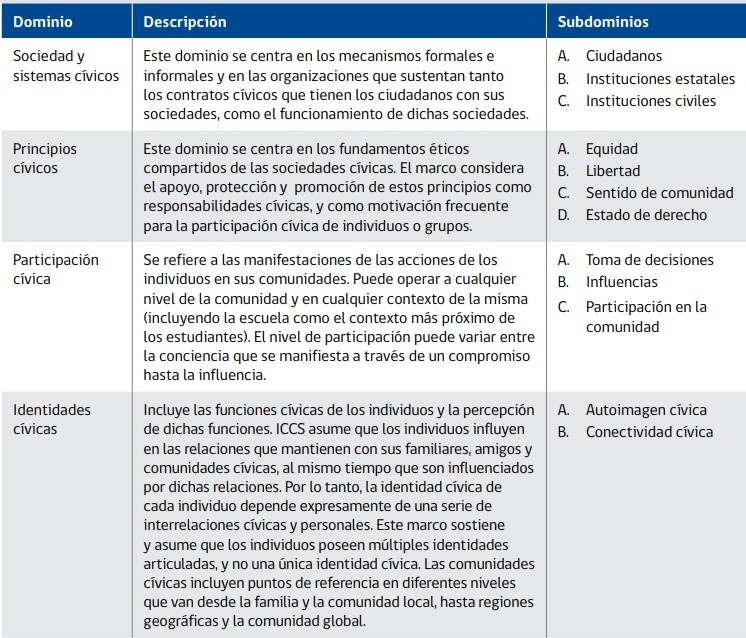 Dominio Descripción Subdominios
Sociedad y
sistemas cívicos
Este dominio se centra en los mecanismos formales e
informales y en las organizaciones que sustentan tanto
los contratos cívicos que tienen los ciudadanos con sus
sociedades, como el funcionamiento de dichas sociedades.
A. Ciudadanos
B. Instituciones estatales
C. Instituciones civiles
Principios
cívicos
Este dominio se centra en los fundamentos éticos
compartidos de las sociedades cívicas. El marco considera
el apoyo, protección y promoción de estos principios como
responsabilidades cívicas, y como motivación frecuente
para la participación cívica de individuos o grupos.
A. Equidad
B. Libertad
C. Sentido de comunidad
D. Estado de derecho
Participación
cívica
Se refiere a las manifestaciones de las acciones de los
individuos en sus comunidades. Puede operar a cualquier
nivel de la comunidad y en cualquier contexto de la misma
(incluyendo la escuela como el contexto más próximo de
los estudiantes). El nivel de participación puede variar entre
la conciencia que se manifiesta a través de un compromiso
hasta la influencia.
A. Toma de decisiones
B. Influencias
C. Participación en la
comunidad
Identidades
cívicas
Incluye las funciones cívicas de los individuos y la percepción
de dichas funciones. ICCS asume que los individuos influyen
en las relaciones que mantienen con sus familiares, amigos y
comunidades cívicas, al mismo tiempo que son influenciados
por dichas relaciones. Por lo tanto, la identidad cívica de
cada individuo depende expresamente de una serie de
interrelaciones cívicas y personales. Este marco sostiene
y asume que los individuos poseen múltiples identidades
articuladas, y no una única identidad cívica. Las comunidades
cívicas incluyen puntos de referencia en diferentes niveles
que van desde la familia y la comunidad local, hasta regiones
geográficas y la comunidad global.
A. Autoimagen cívica
B. Conectividad cívica